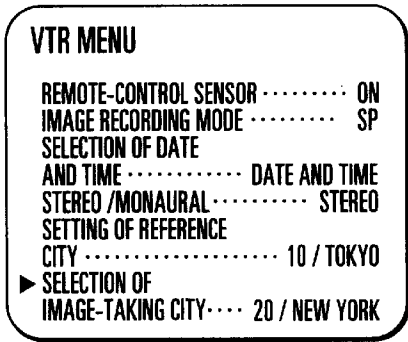 VTR MENU
REMOTE-CONTROL SENSOR ········· ON
IMAGE RECORDING MODE ········· SP
SELECTION OF DATE
AND TIME ············ DATE AND TIME
STEREO /MONAURAL ·········· STEREO
SETTING OF REFERENCE
CITY ···················· 10 / TOKYO
▶ SELECTION OF
IMAGE-TAKING CITY ···· 20 / NEW YORK